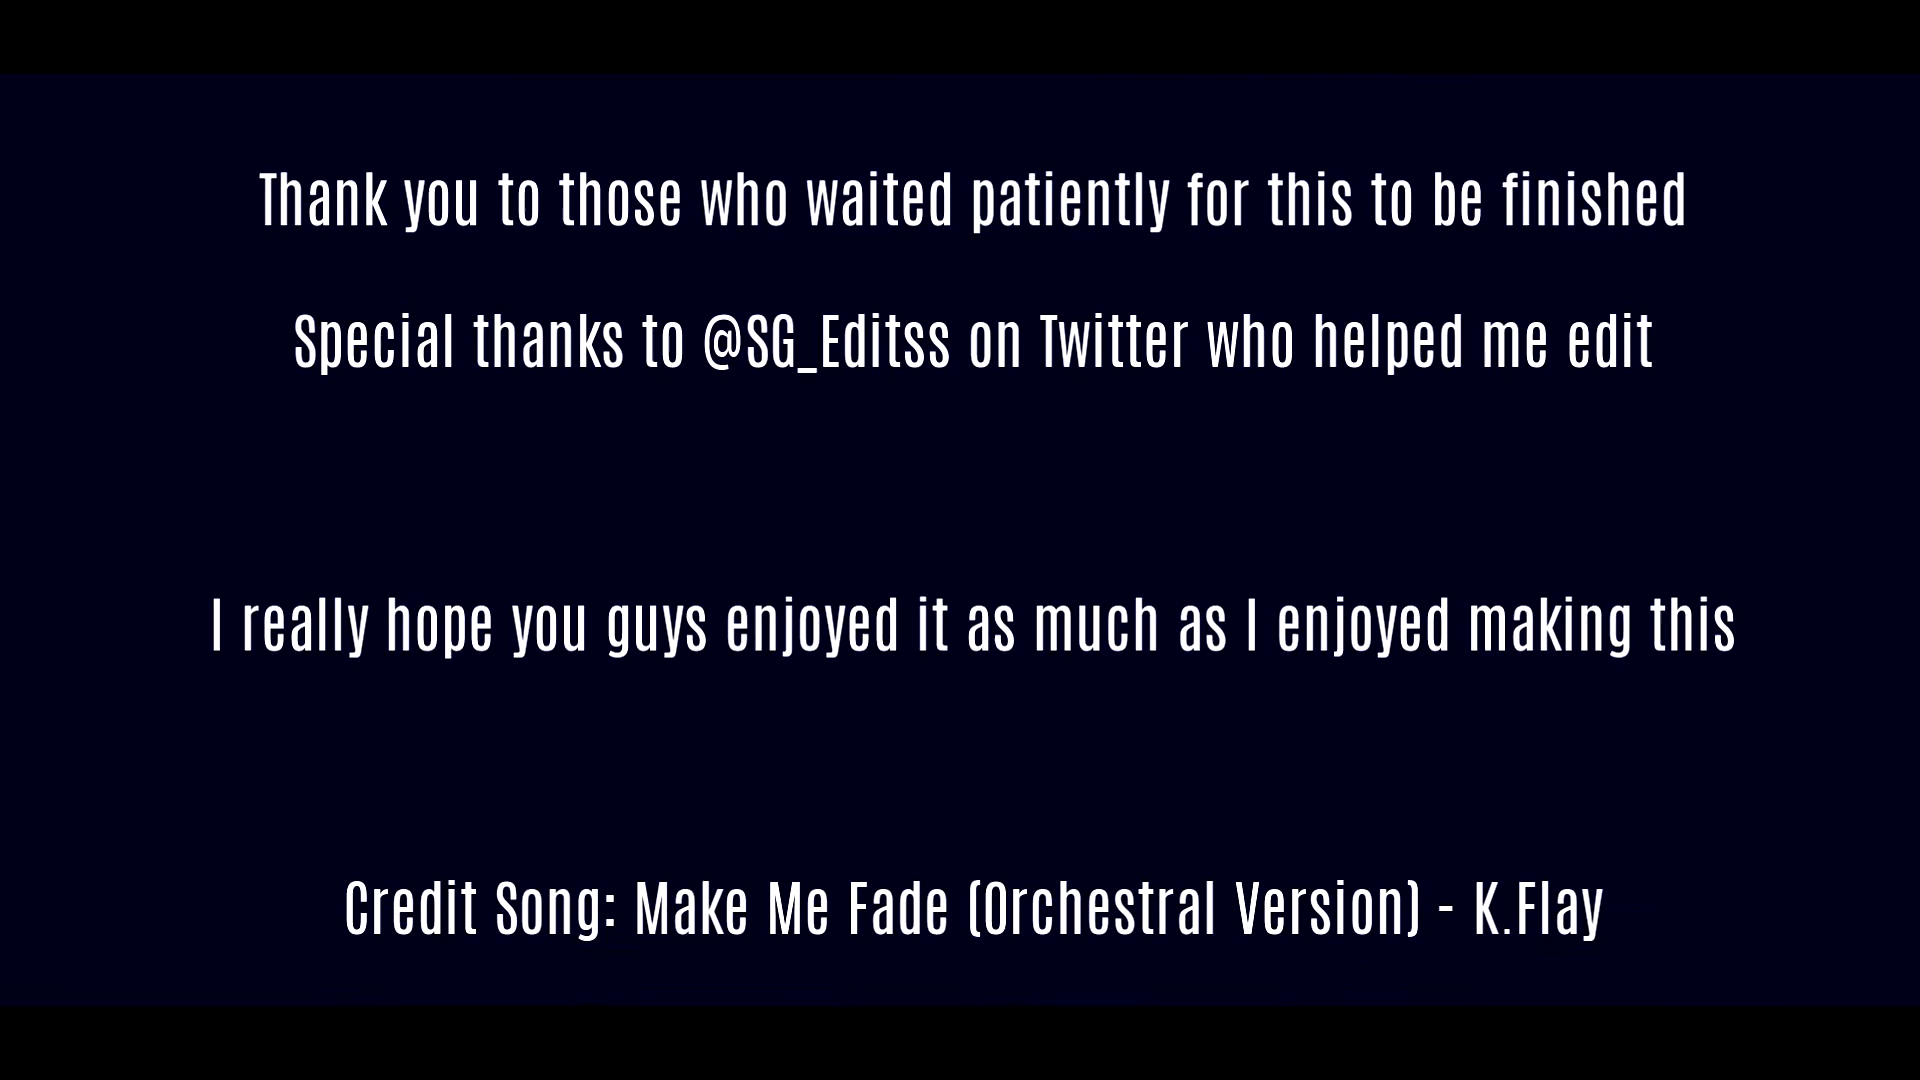 Thank you to those who waited patiently for this to be finished
Special thanks to @SG_Editss on Twitter who helped me edit
I really hope you guys enjoyed it as much as I enjoyed making this
Credit Song: Make Me Fade (Orchestral Version) - K.Flay